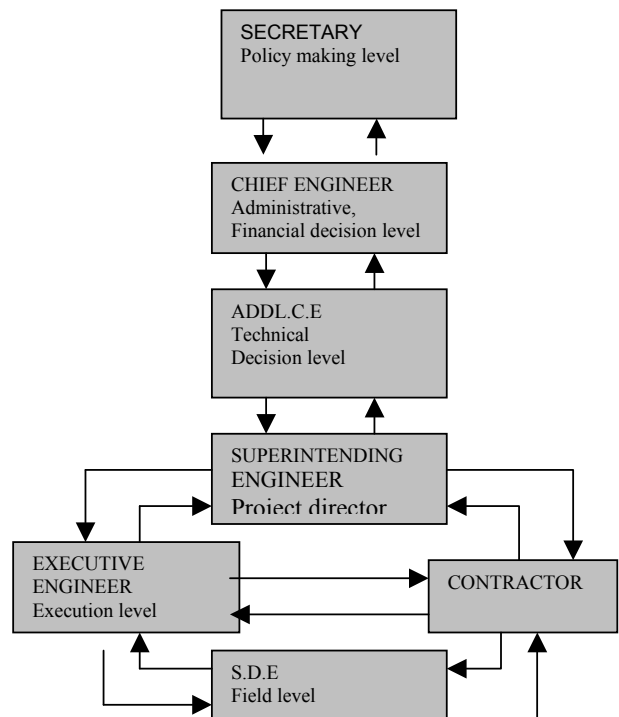 SECRETARY
Policy making level
CHIEF ENGINEER
Administrative,
Financial decision level
ADDL.C.E
Technical
Decision level
SUPERINTENDING
ENGINEER
Project director
EXECUTIVE
ENGINEER
Execution level
CONTRACTOR
S.D.E
Field level